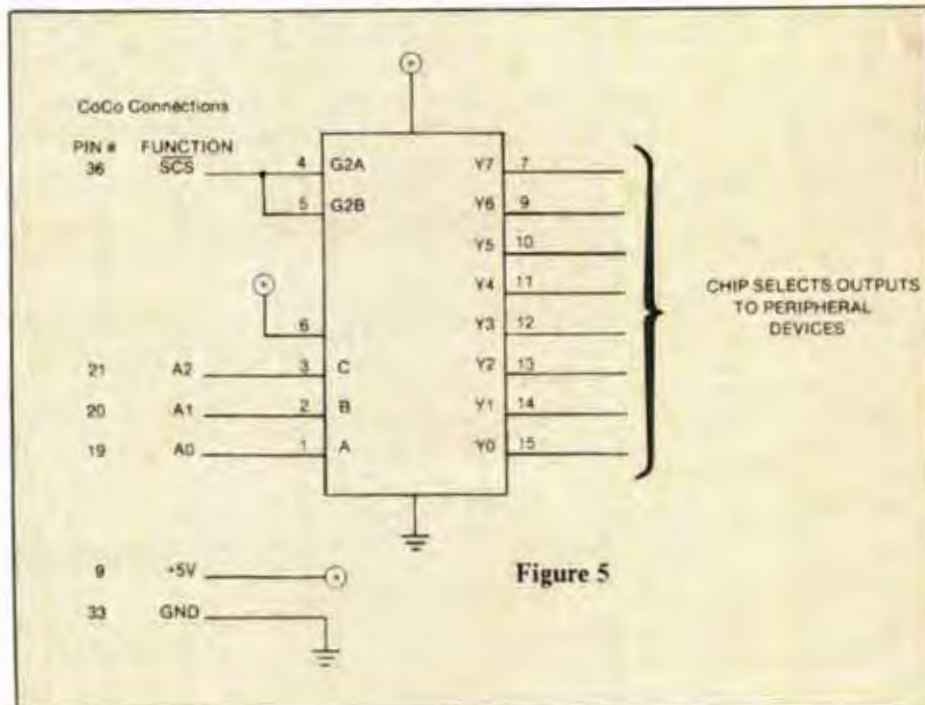 CoCo Connections
PIN # FUNCTION
36 SCS 4 G2A Y7 7
5 G2B Y6 9
Y5 10
Y4 11
6 Y3 12
21 A2 3 C Y2 13
20 A1 2 B Y1 14
19 A0 1 A Y0 15
CHIP SELECTS OUTPUTS
TO PERIPHERAL
DEVICES
9 +5V
33 GND
Figure 5